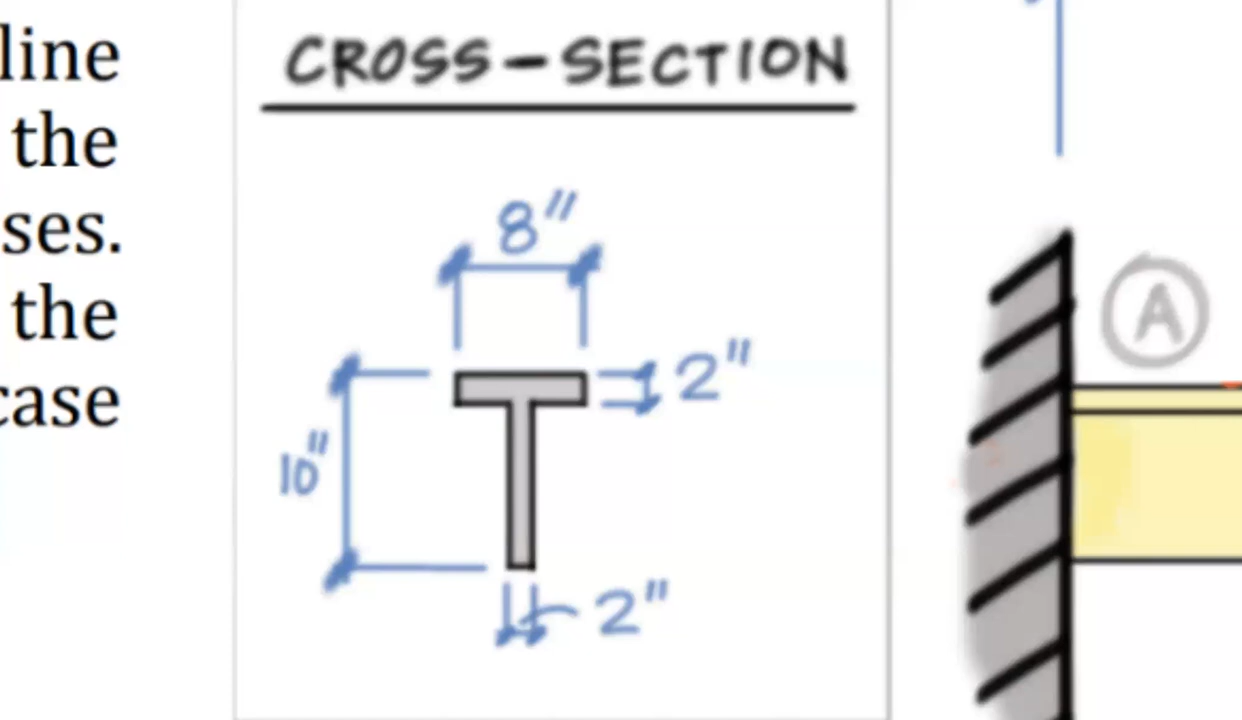 line
the
ses.
the
case
CROSS-SECTION
8"
2"
10"
2"
A